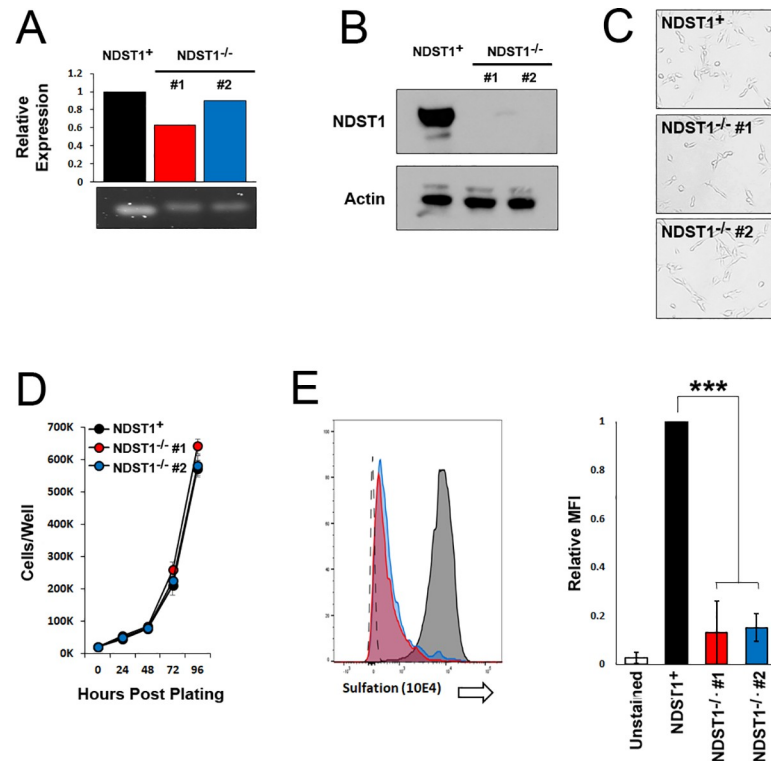 A
NDST1+ NDST1-/-
#1 #2
Relative
Expression
1.2
1
0.8
0.6
0.4
0.2
0
B
NDST1+ NDST1-/-
#1 #2
NDST1
Actin
C
NDST1+
NDST1-/- #1
NDST1-/- #2
D
NDST1+
NDST1-/- #1
NDST1-/- #2
Cells/Well
700K
600K
500K
400K
300K
200K
100K
0K
0 24 48 72 96
Hours Post Plating
E
Sulfation (10E4)
***
Relative MFI
1
0.8
0.6
0.4
0.2
0
Unstained
NDST1+
NDST1-/- #1
NDST1-/- #2